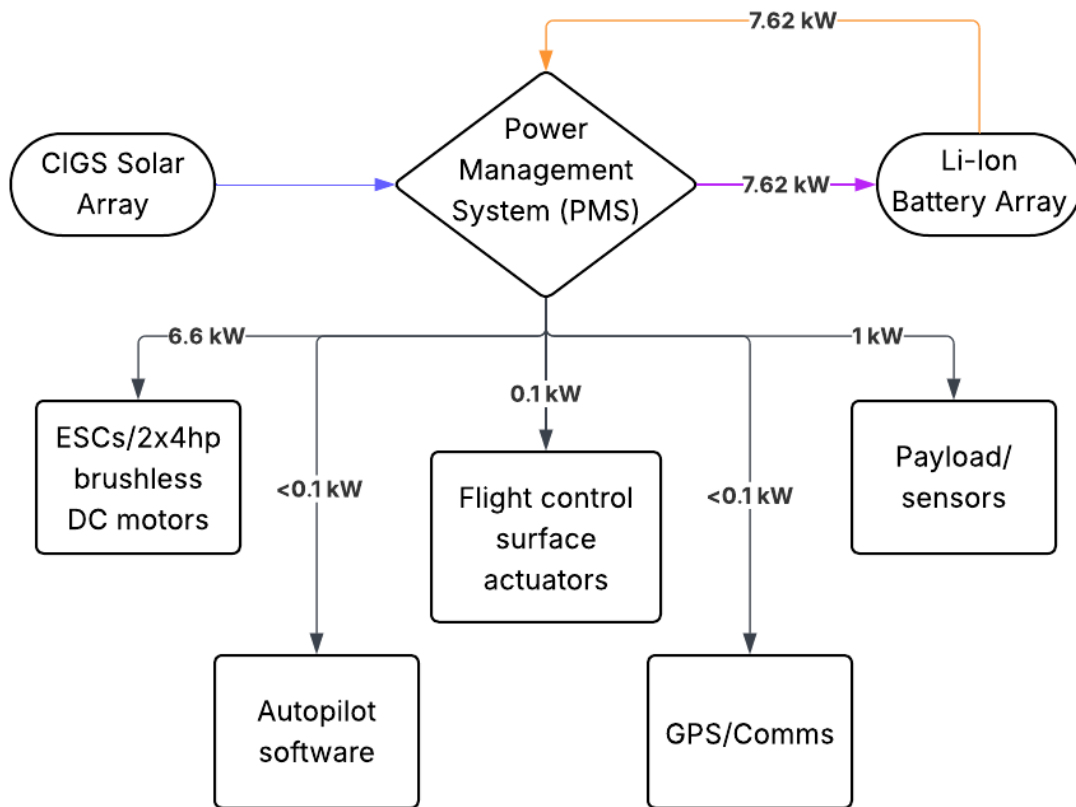 7.62 kW
CIGS Solar
Array
Power
Management
System (PMS)
7.62 kW
Li-Ion
Battery Array
6.6 kW
1 kW
0.1 kW
<0.1 kW
<0.1 kW
ESCs/2x4hp
brushless
DC motors
Flight control
surface
actuators
Payload/
sensors
Autopilot
software
GPS/Comms